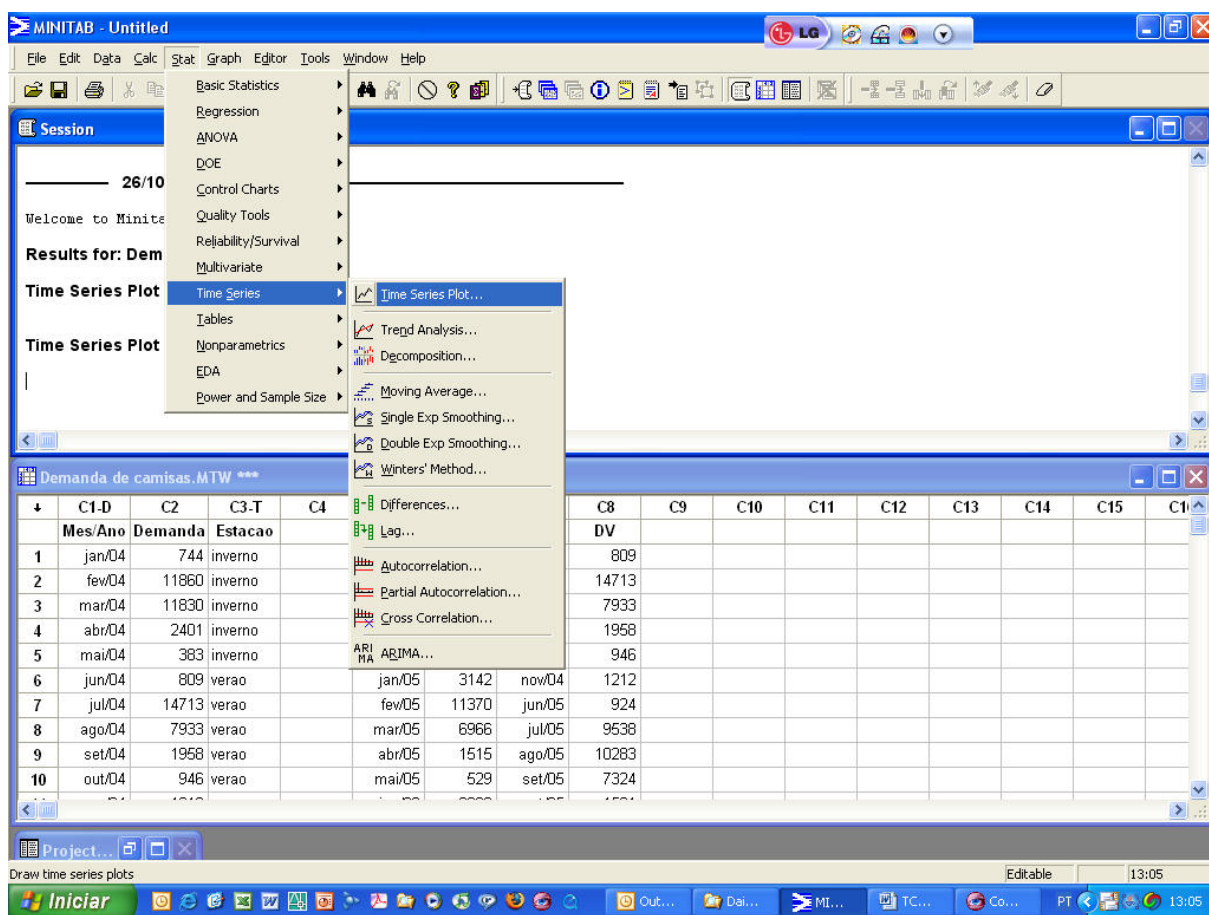 MINITAB - Untitled
LG
File Edit Data Calc Stat Graph Editor Tools Window Help
Session
26/10
Welcome to Minita
Results for: Dem
Time Series Plot
Time Series Plot
Basic Statistics
Regression
ANOVA
DOE
Control Charts
Quality Tools
Reliability/Survival
Multivariate
Time Series
Tables
Nonparametrics
EDA
Power and Sample Size
Time Series Plot...
Trend Analysis...
Decomposition...
Moving Average...
Single Exp Smoothing...
Double Exp Smoothing...
Winters' Method...
Differences...
Lag...
Autocorrelation...
Partial Autocorrelation...
Cross Correlation...
ARIMA...
Demanda de camisas.MTW ***
C1-D C2 C3-T C4 C8 C9 C10 C11 C12 C13 C14 C15
Mes/Ano Demanda Estacao DV
1 jan/04 744 inverno 809
2 fev/04 11860 inverno 14713
3 mar/04 11830 inverno 7933
4 abr/04 2401 inverno 1958
5 mai/04 383 inverno 946
6 jun/04 809 verao jan/05 3142 nov/04 1212
7 jul/04 14713 verao fev/05 11370 jun/05 924
8 ago/04 7933 verao mar/05 6966 jul/05 9538
9 set/04 1958 verao abr/05 1515 ago/05 10283
10 out/04 946 verao mai/05 529 set/05 7324
Project...
Draw time series plots Editable 13:05
Iniciar Out... Dai... MI... TC... Co... PT 13:05